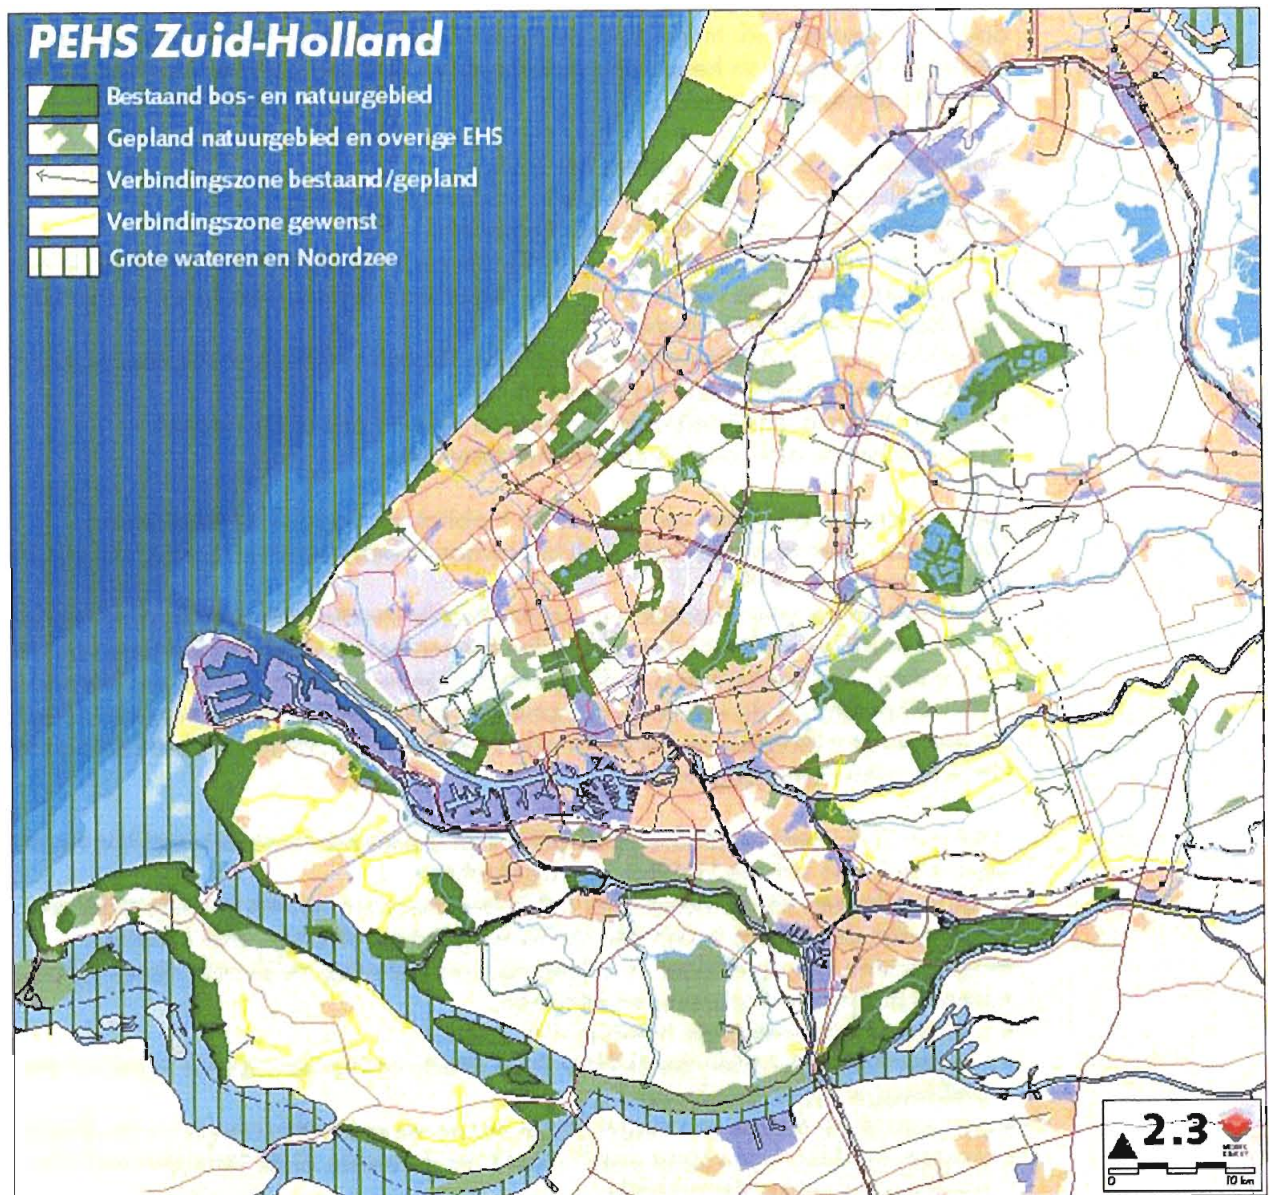 PEHS Zuid-Holland
Bestaand bos- en natuurgebied
Gepland natuurgebied en overige EHS
Verbindingszone bestaand/gepland
Verbindingszone gewenst
Grote wateren en Noordzee
2.3
0 10 km